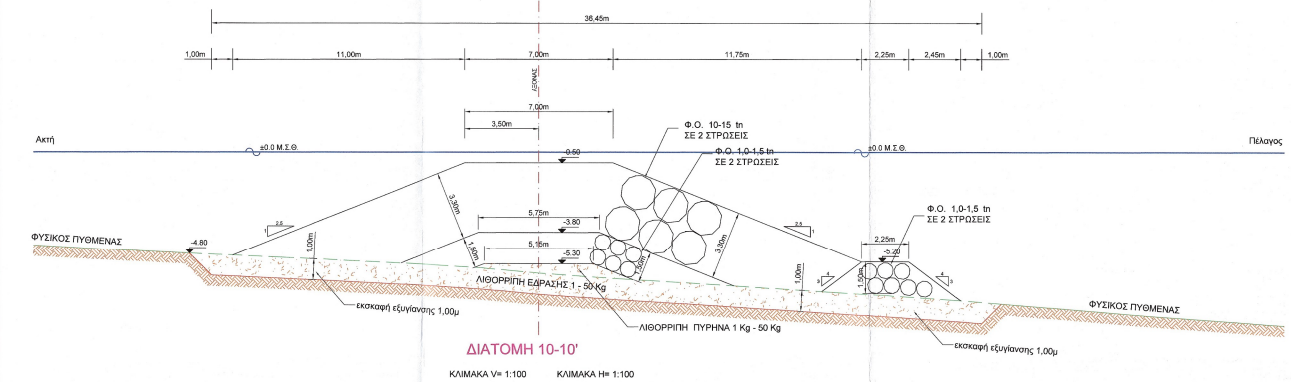 36,45m
1,00m
11,00m
7,00m
11,75m
2,25m
2,45m
1,00m
ΑΞΟΝΑΣ
7,00m
3,50m
Φ.Ο. 10-15 tn
ΣΕ 2 ΣΤΡΩΣΕΙΣ
Ακτή
±0.0 Μ.Σ.Θ.
-0.50
Φ.Ο. 1,0-1,5 tn
ΣΕ 2 ΣΤΡΩΣΕΙΣ
±0.0 Μ.Σ.Θ.
Πέλαγος
3,30m
5,75m
-3.80
Φ.Ο. 1,0-1,5 tn
ΣΕ 2 ΣΤΡΩΣΕΙΣ
2,5
1
2,5
1
3,30m
2,25m
ΦΥΣΙΚΟΣ ΠΥΘΜΕΝΑΣ
-4.80
1,00m
1,50m
5,15m
-5.30
1,50m
1,00m
4
3
1,50m
4
3
ΛΙΘΟΡΡΙΠΗ ΕΔΡΑΣΗΣ 1 - 50 Kg
εκσκαφή εξυγίανσης 1,00μ
ΛΙΘΟΡΡΙΠΗ ΠΥΡΗΝΑ 1 Kg - 50 Kg
ΦΥΣΙΚΟΣ ΠΥΘΜΕΝΑΣ
εκσκαφή εξυγίανσης 1,00μ
ΔΙΑΤΟΜΗ 10-10'
ΚΛΙΜΑΚΑ V= 1:100 ΚΛΙΜΑΚΑ H= 1:100